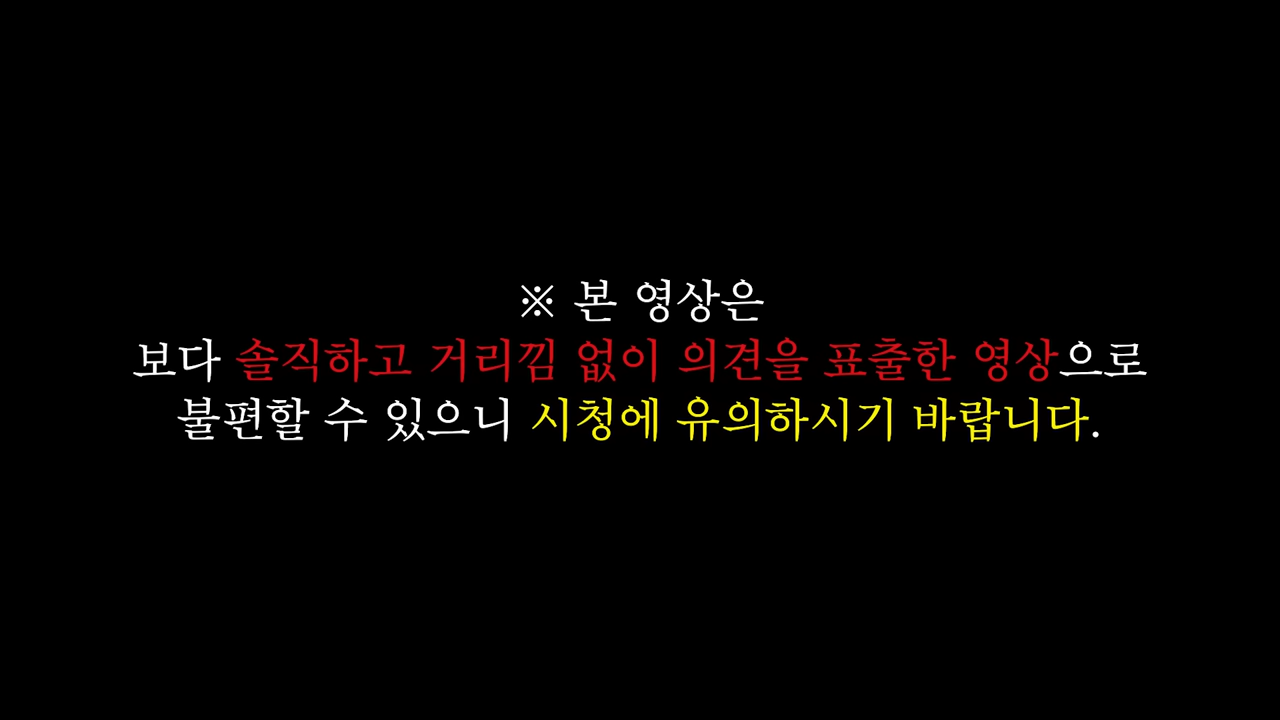 ※ 본 영상은
보다 솔직하고 거리낌 없이 의견을 표출한 영상으로
불편할 수 있으니 시청에 유의하시기 바랍니다.